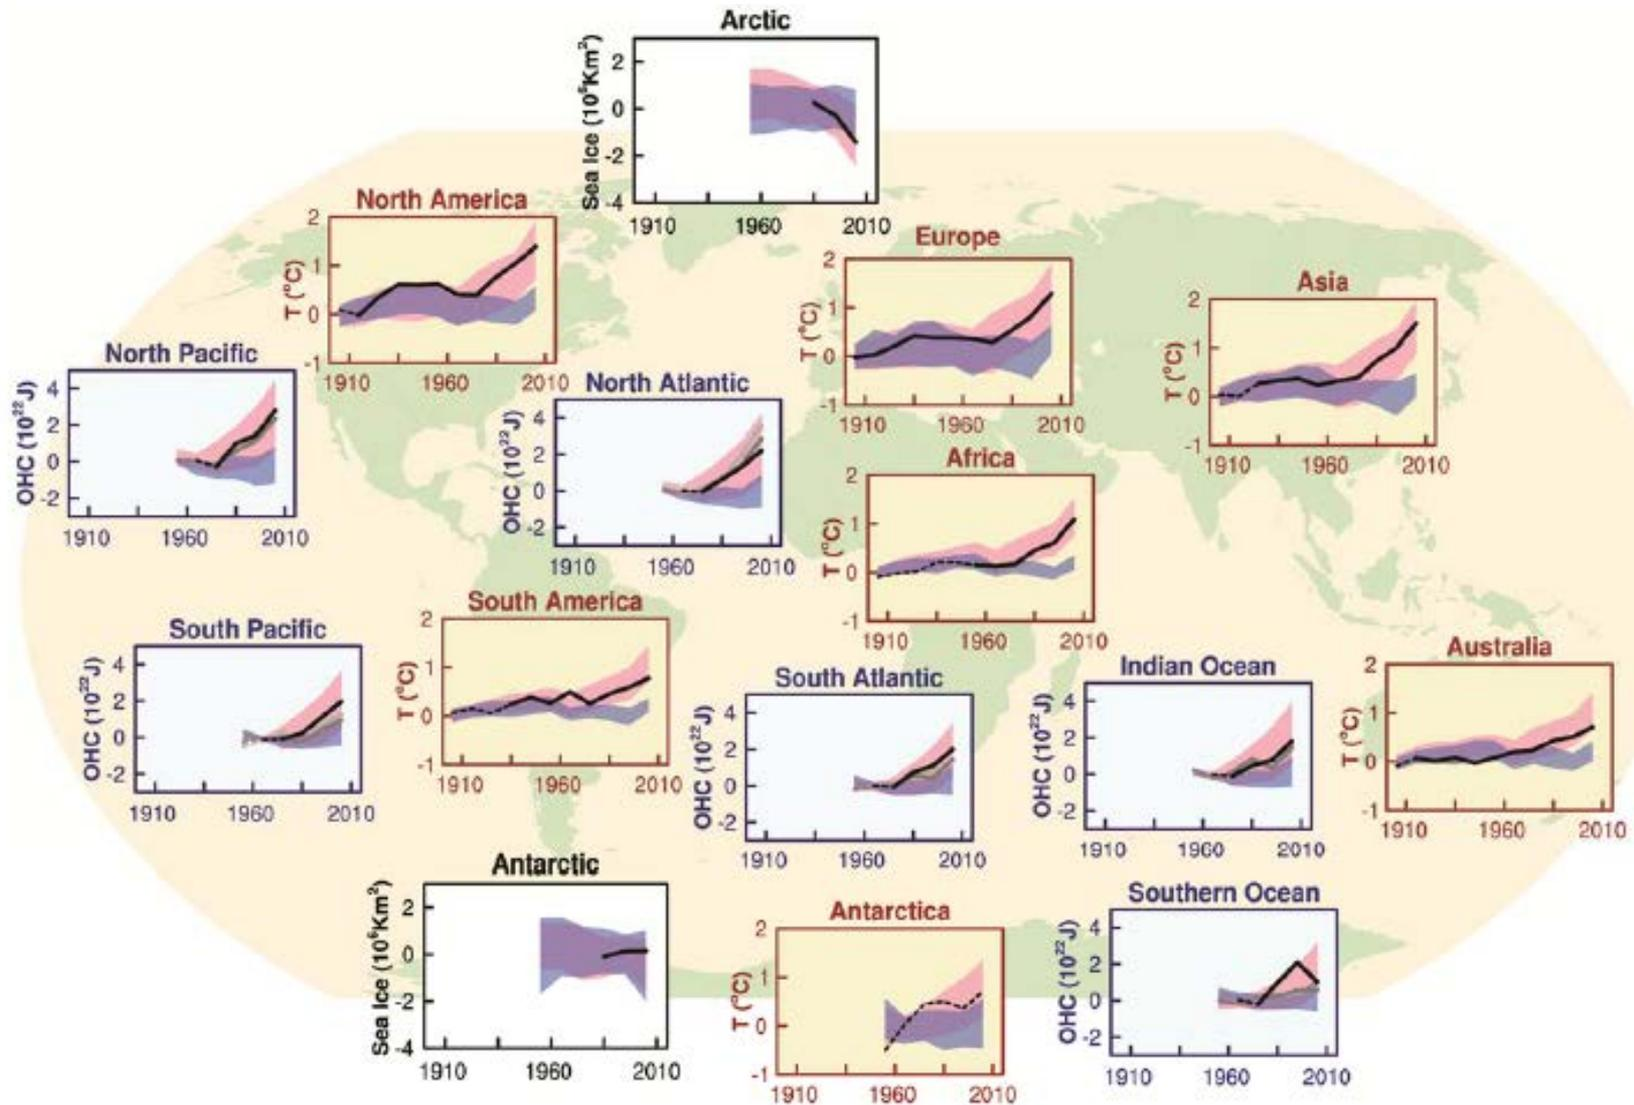 Arctic
Sea Ice (10⁶Km²)
2
0
-2
-4
1910 1960 2010
North America
T (°C)
2
1
0
-1
1910 1960 2010
Europe
T (°C)
2
1
0
-1
1910 1960 2010
Asia
T (°C)
2
1
0
-1
1910 1960 2010
North Pacific
OHC (10²²J)
4
2
0
-2
1910 1960 2010
North Atlantic
OHC (10²²J)
4
2
0
-2
1910 1960 2010
Africa
T (°C)
2
1
0
-1
1910 1960 2010
South Pacific
OHC (10²²J)
4
2
0
-2
1910 1960 2010
South America
T (°C)
2
1
0
-1
1910 1960 2010
South Atlantic
OHC (10²²J)
4
2
0
-2
1910 1960 2010
Indian Ocean
OHC (10²²J)
4
2
0
-2
1910 1960 2010
Australia
T (°C)
2
1
0
-1
1910 1960 2010
Antarctic
Sea Ice (10⁶Km²)
2
0
-2
-4
1910 1960 2010
Antarctica
T (°C)
2
1
0
-1
1910 1960 2010
Southern Ocean
OHC (10²²J)
4
2
0
-2
1910 1960 2010